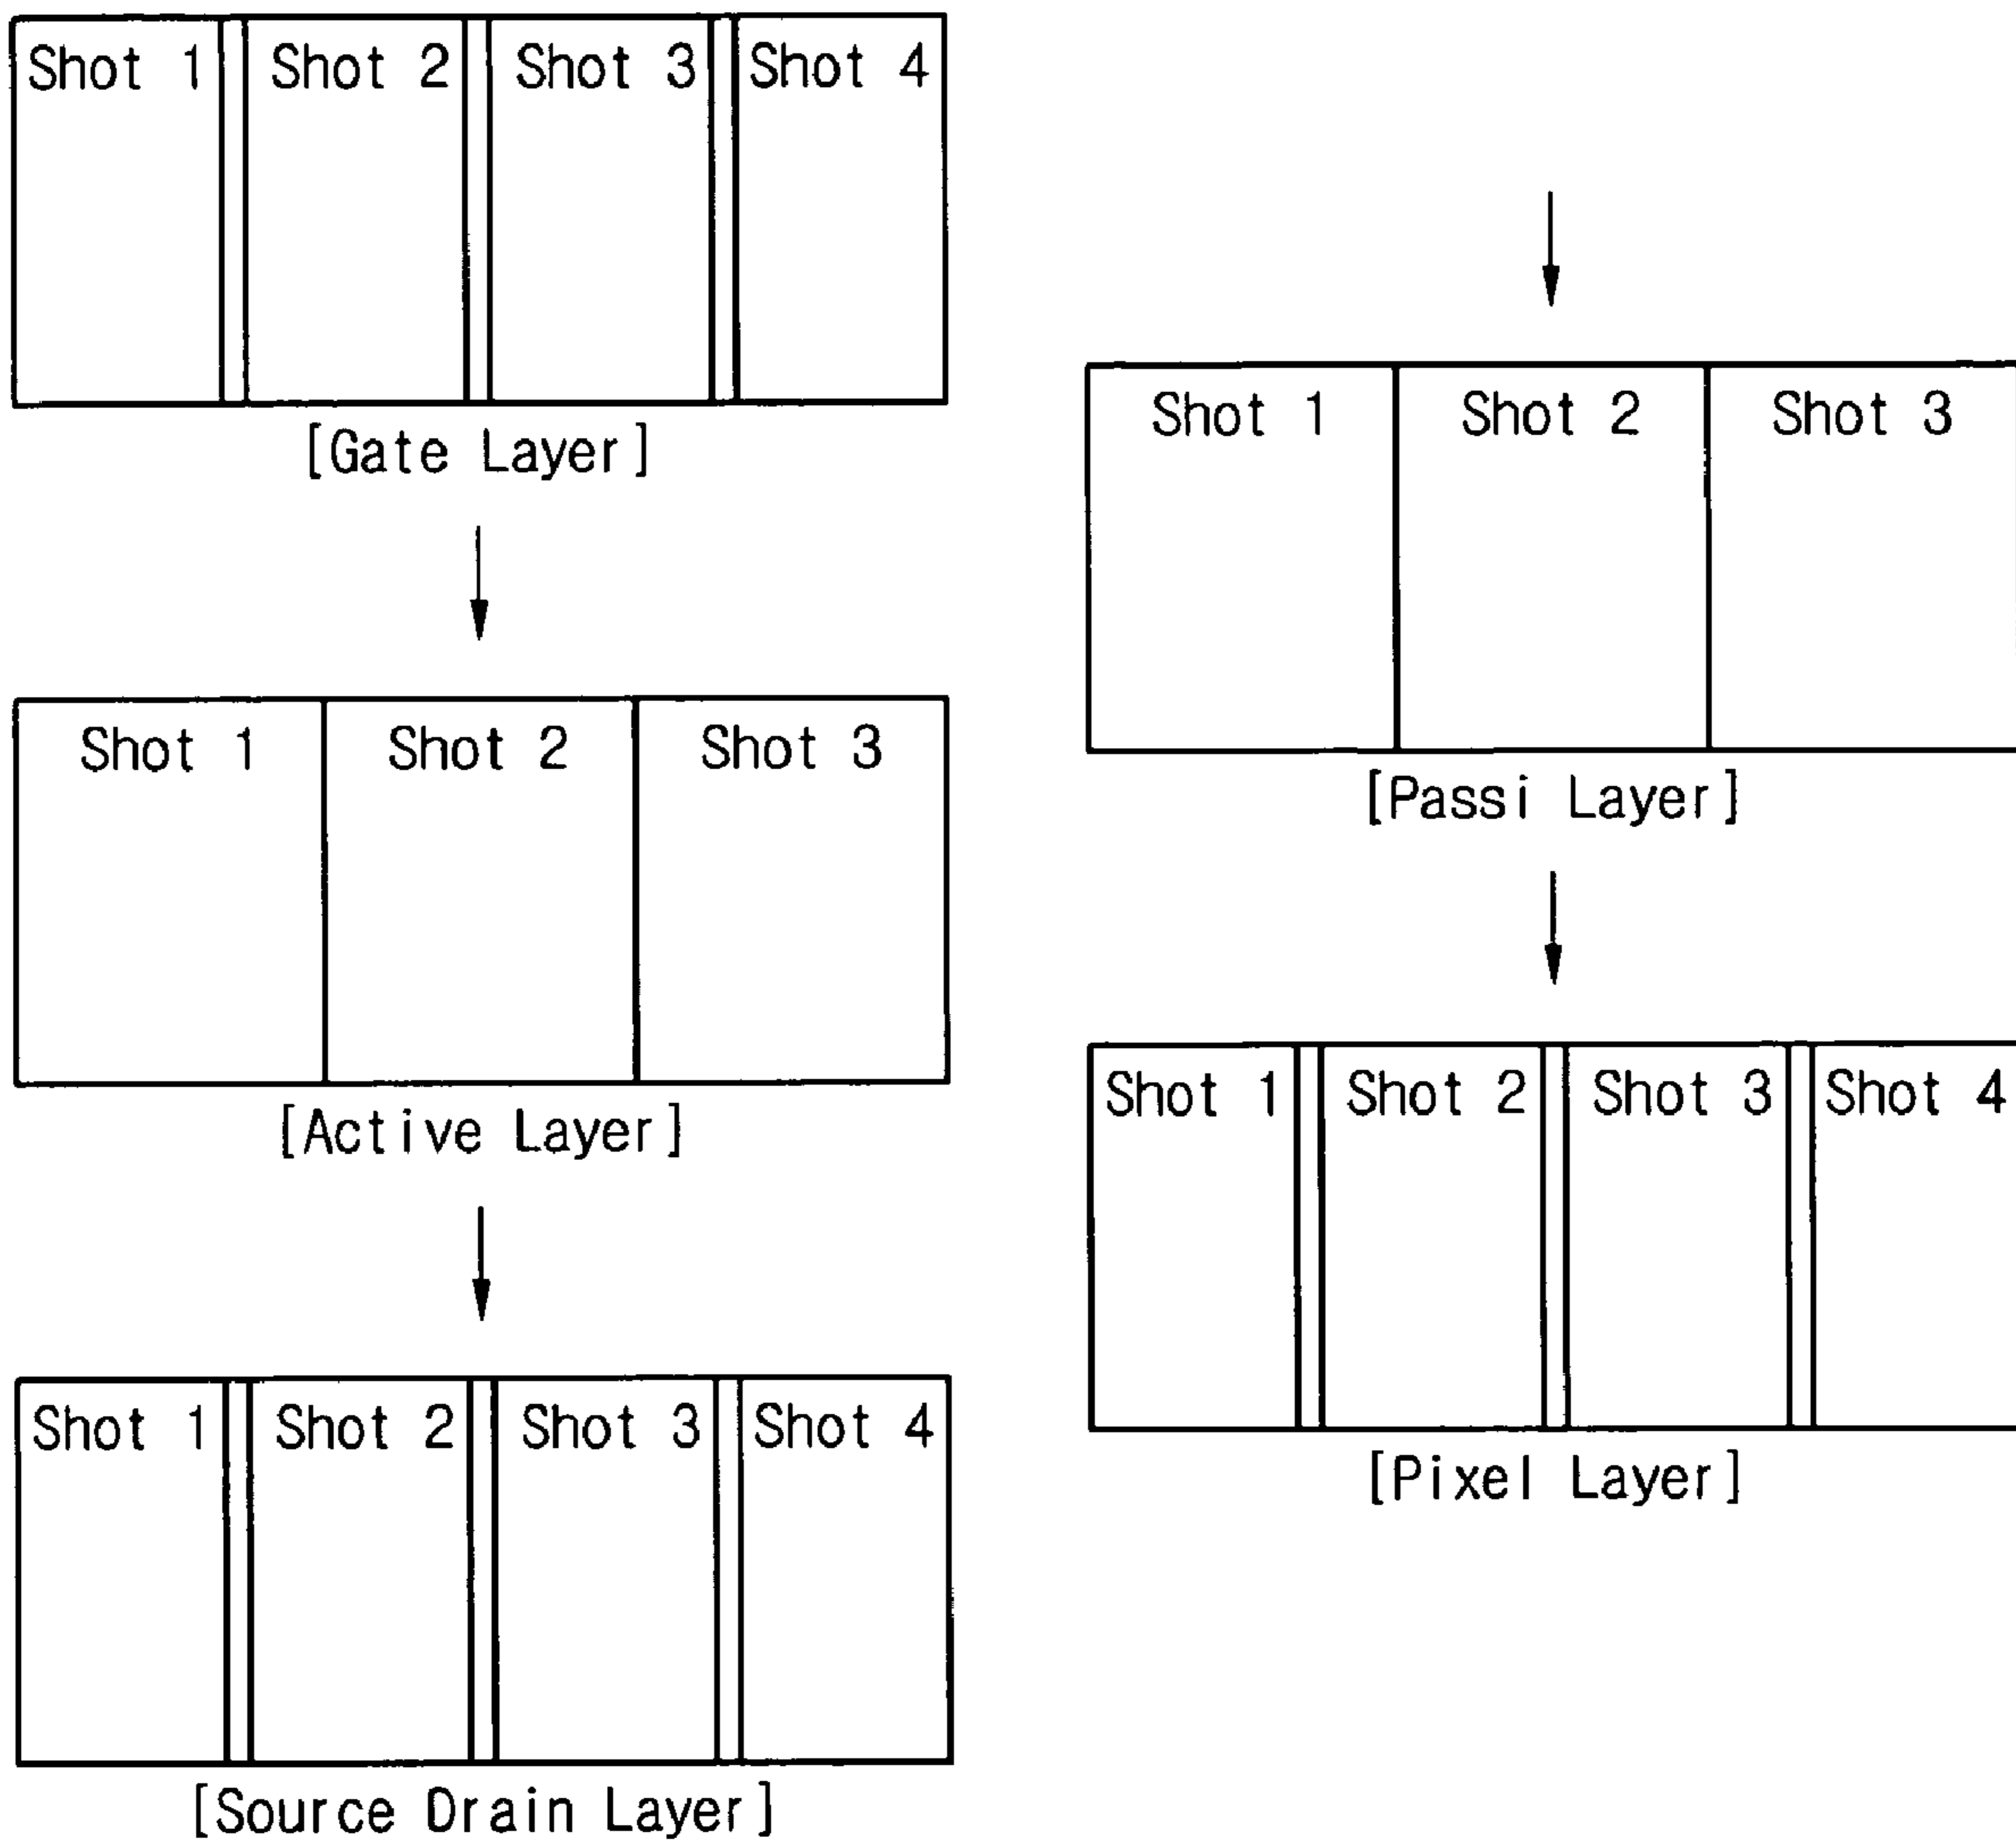 Shot 1 Shot 2 Shot 3 Shot 4
[Gate Layer]
Shot 1 Shot 2 Shot 3
[Active Layer]
Shot 1 Shot 2 Shot 3 Shot 4
[Source Drain Layer]
Shot 1 Shot 2 Shot 3
[Passi Layer]
Shot 1 Shot 2 Shot 3 Shot 4
[Pixel Layer]